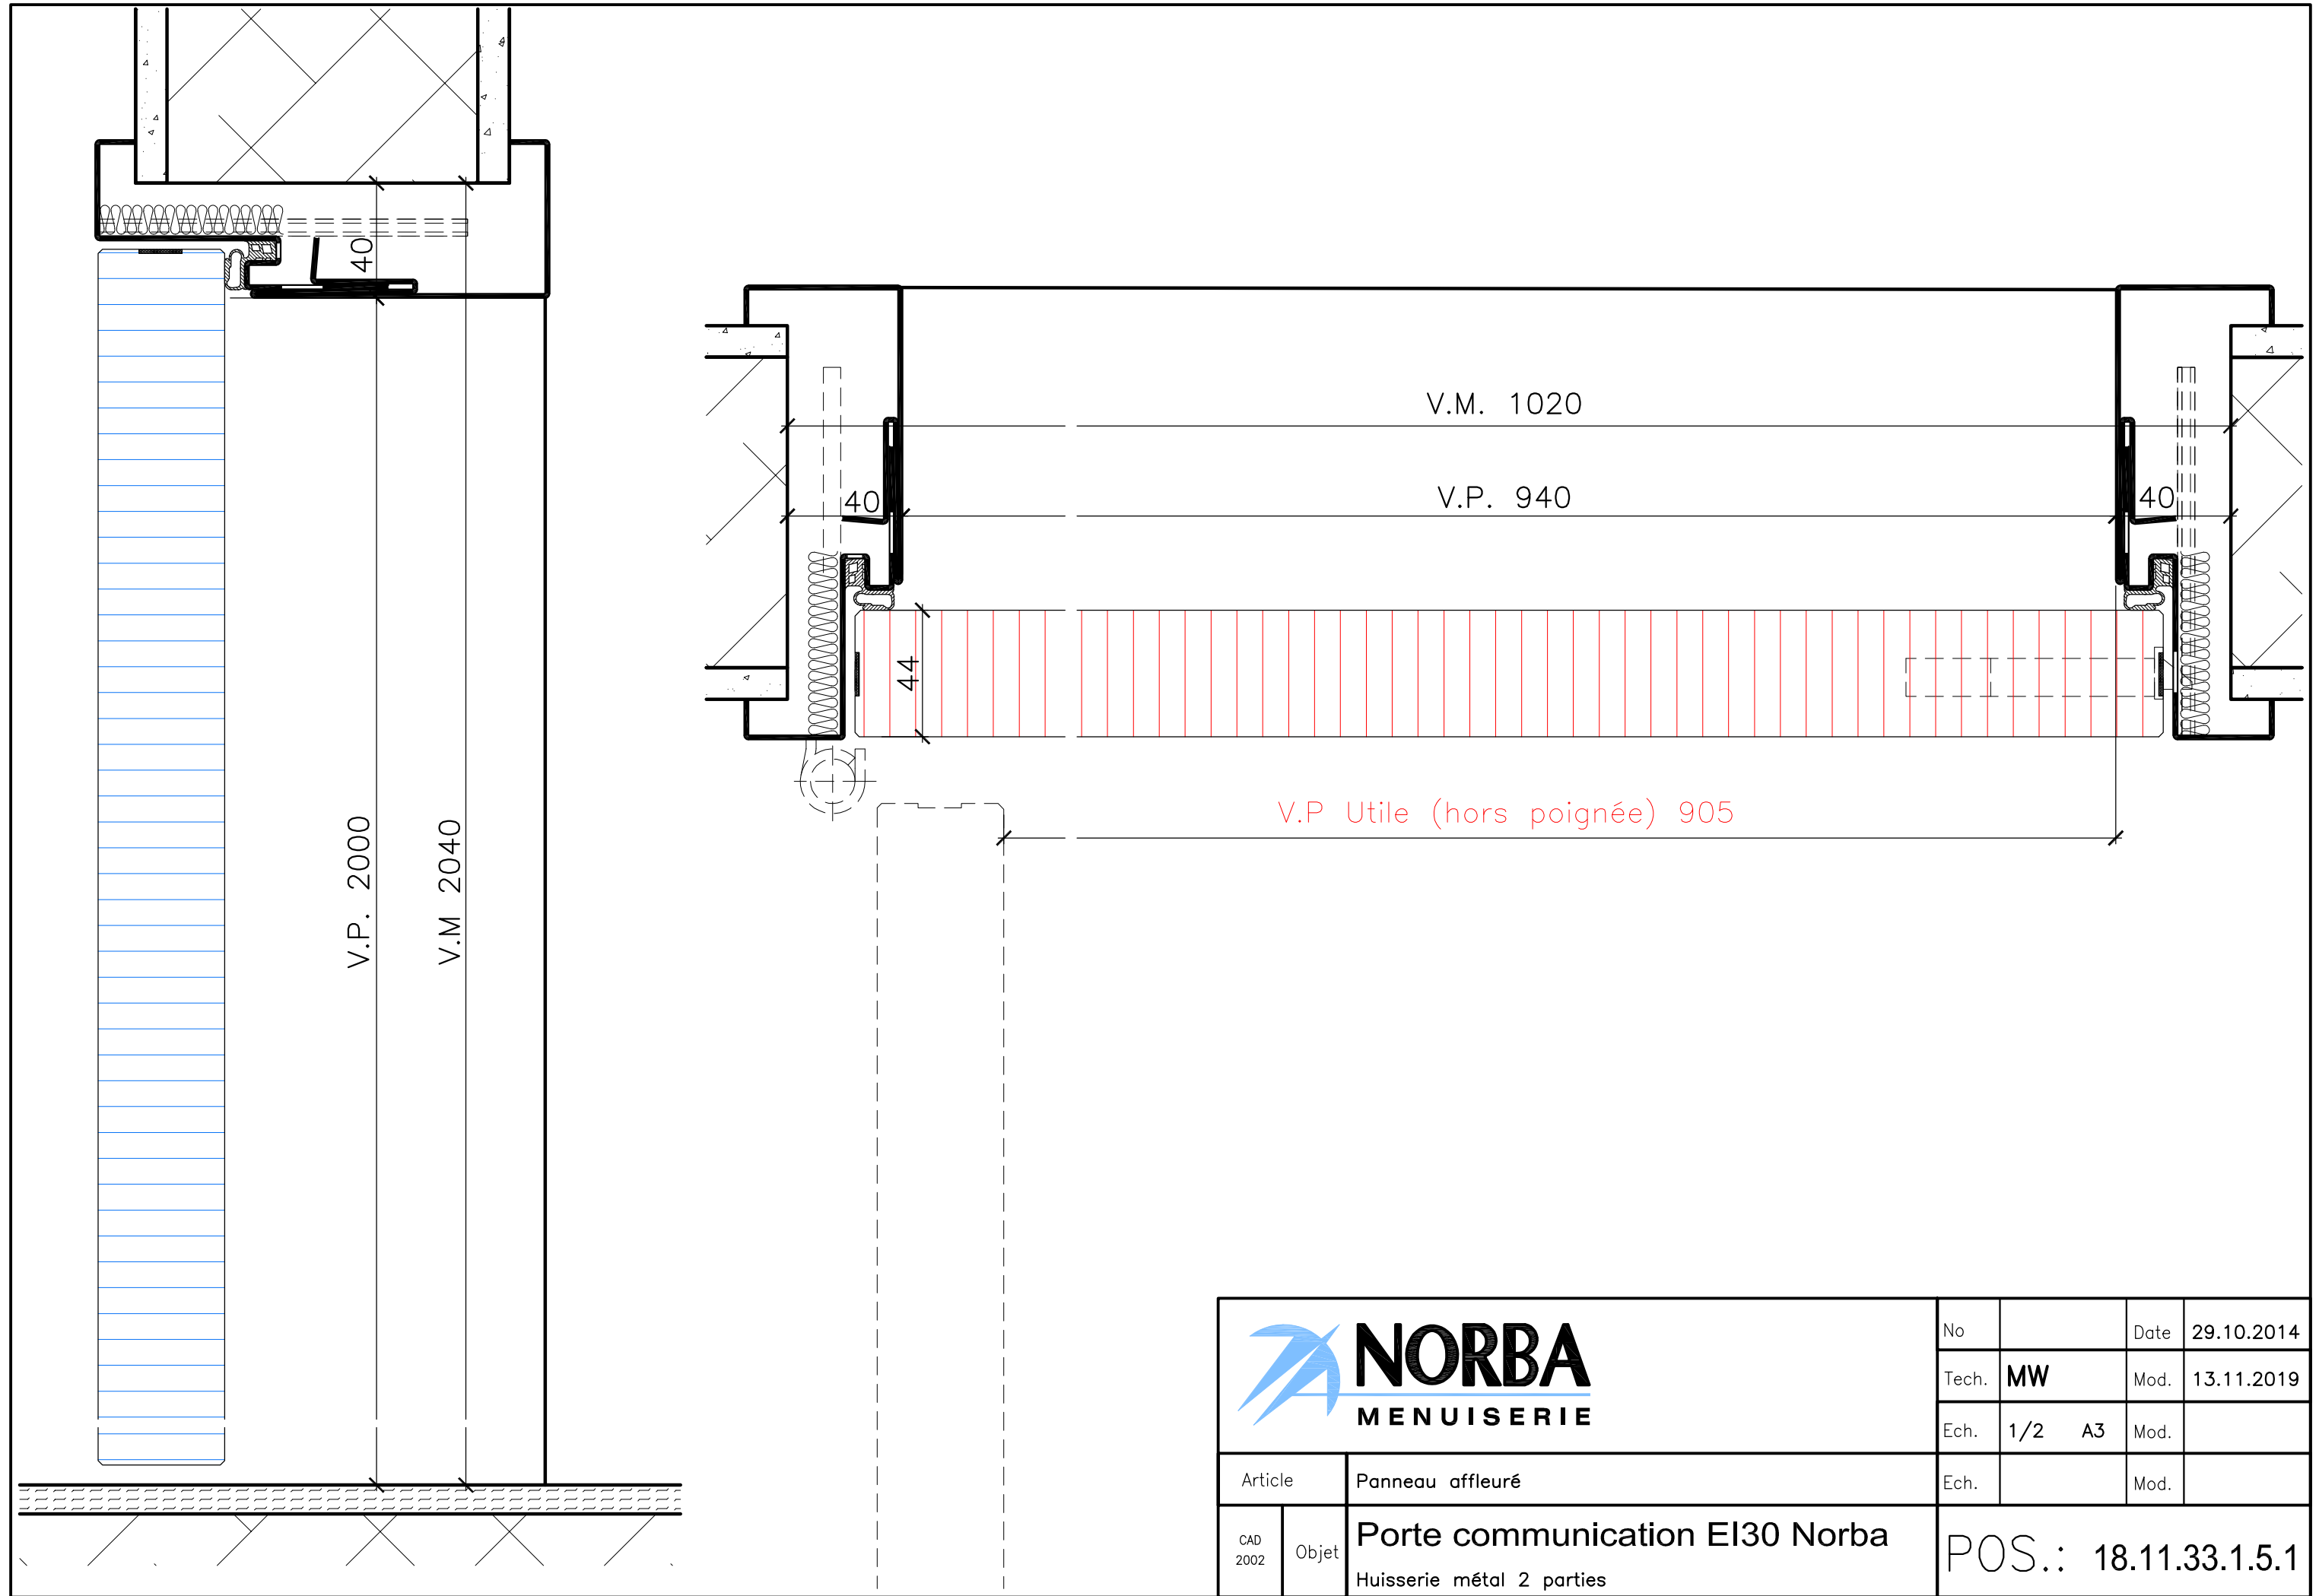 40
V.P. 2000
V.M 2040
V.M. 1020
40
V.P. 940
40
44
V.P Utile (hors poignée) 905
NORBA
MENUISERIE
No
Date 29.10.2014
Tech. MW
Mod. 13.11.2019
Ech. 1/2 A3
Mod.
Article
Panneau affleuré
Ech.
Mod.
CAD
2002
Objet
Porte communication EI30 Norba
Huisserie métal 2 parties
POS.: 18.11.33.1.5.1